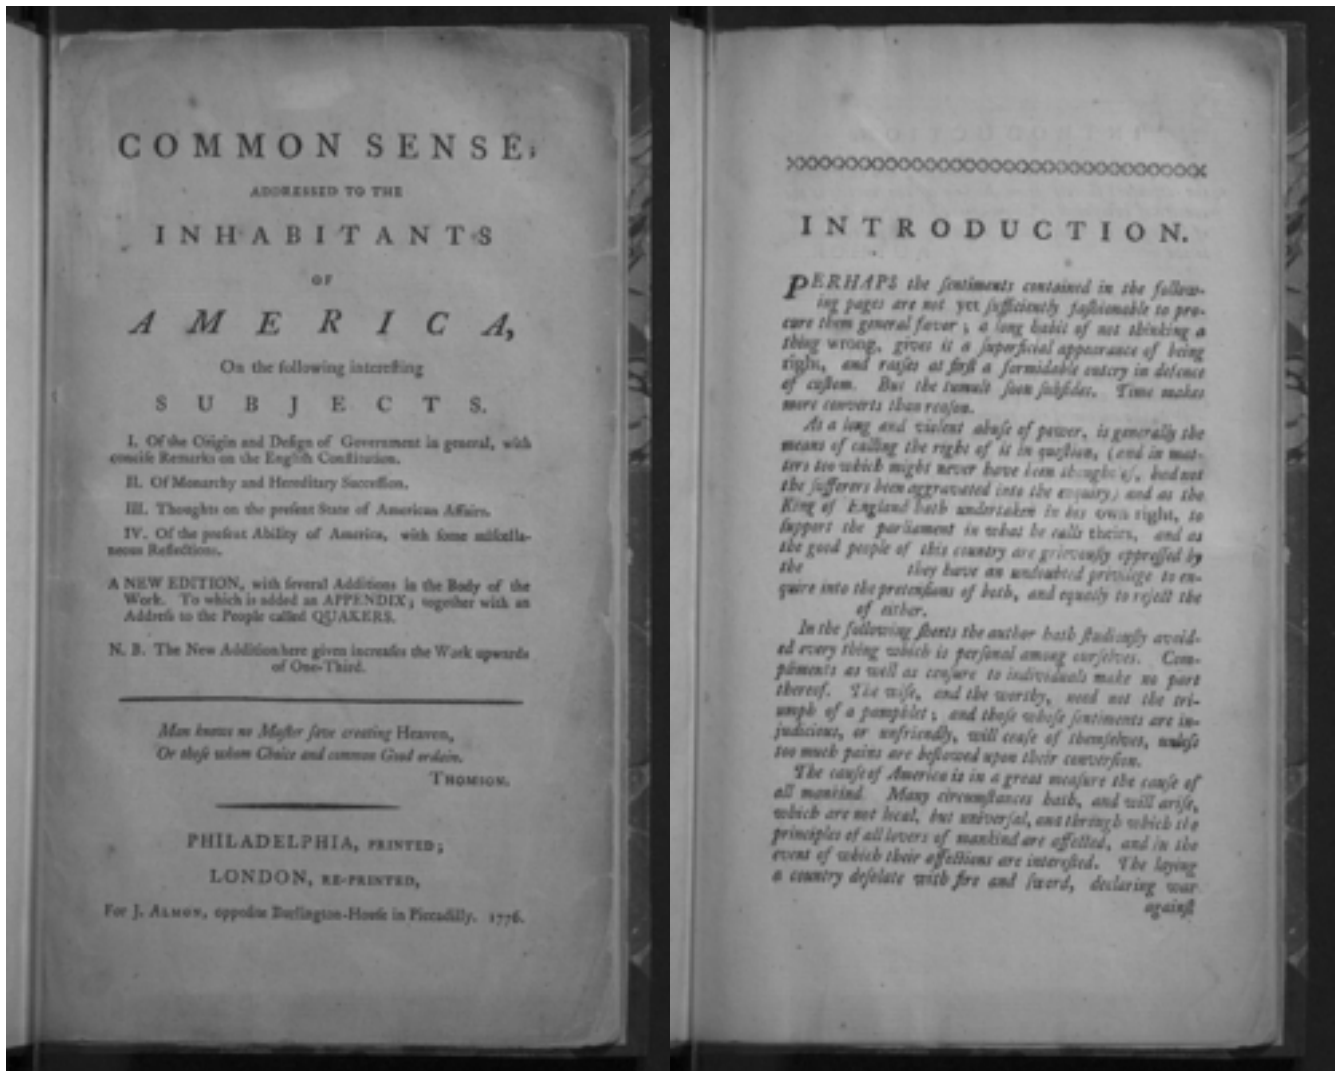 COMMON SENSE;
ADDRESSED TO THE
INHABITANTS
OF
AMERICA,
On the following interesting
SUBJECTS.
I. Of the Origin and Design of Government in general, with
concise Remarks on the English Constitution.
II. Of Monarchy and Hereditary Succession.
III. Thoughts on the present State of American Affairs.
IV. Of the present Ability of America, with some miscella-
neous Reflections.
A NEW EDITION, with several Additions in the Body of the
Work. To which is added an APPENDIX; together with an
Address to the People called QUAKERS.
N. B. The New Addition here given increases the Work upwards
of One-Third.
Man knows no Master save creating Heaven,
Or those whom Choice and common Good ordain.
THOMSON.
PHILADELPHIA, PRINTED;
LONDON, RE-PRINTED,
For J. ALMON, opposite Burlington-House in Piccadilly. 1776.
INTRODUCTION.
PERHAPS the sentiments contained in the follow-
ing pages are not yet sufficiently fashionable to pro-
cure them general favor; a long habit of not thinking a
thing wrong, gives it a superficial appearance of being
right, and raises at first a formidable outcry in defence
of custom. But the tumult soon subsides. Time makes
more converts than reason.
As a long and violent abuse of power, is generally the
means of calling the right of it in question, (and in mat-
ters too which might never have been thought of, had not
the sufferers been aggravated into the enquiry) and as the
King of England hath undertaken in his own right, to
support the parliament in what he calls theirs, and as
the good people of this country are grievously oppressed by
the they have an undoubted privilege to en-
quire into the pretensions of both, and equally to reject the
of either.
In the following sheets the author hath studiously avoid-
ed every thing which is personal among ourselves. Com-
pliments as well as censure to individuals make no part
thereof. The wise, and the worthy, need not the tri-
umph of a pamphlet; and those whose sentiments are in-
judicious, or unfriendly, will cease of themselves, unless
too much pains are bestowed upon their conversion.
The cause of America is in a great measure the cause of
all mankind. Many circumstances hath, and will arise,
which are not local, but universal, and through which the
principles of all lovers of mankind are affected, and in the
event of which their affections are interested. The laying
a country desolate with fire and sword, declaring war
against